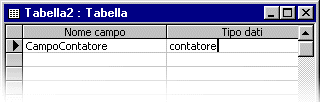 Tabella2 : Tabella
Nome campo Tipo dati
CampoContatore contatore